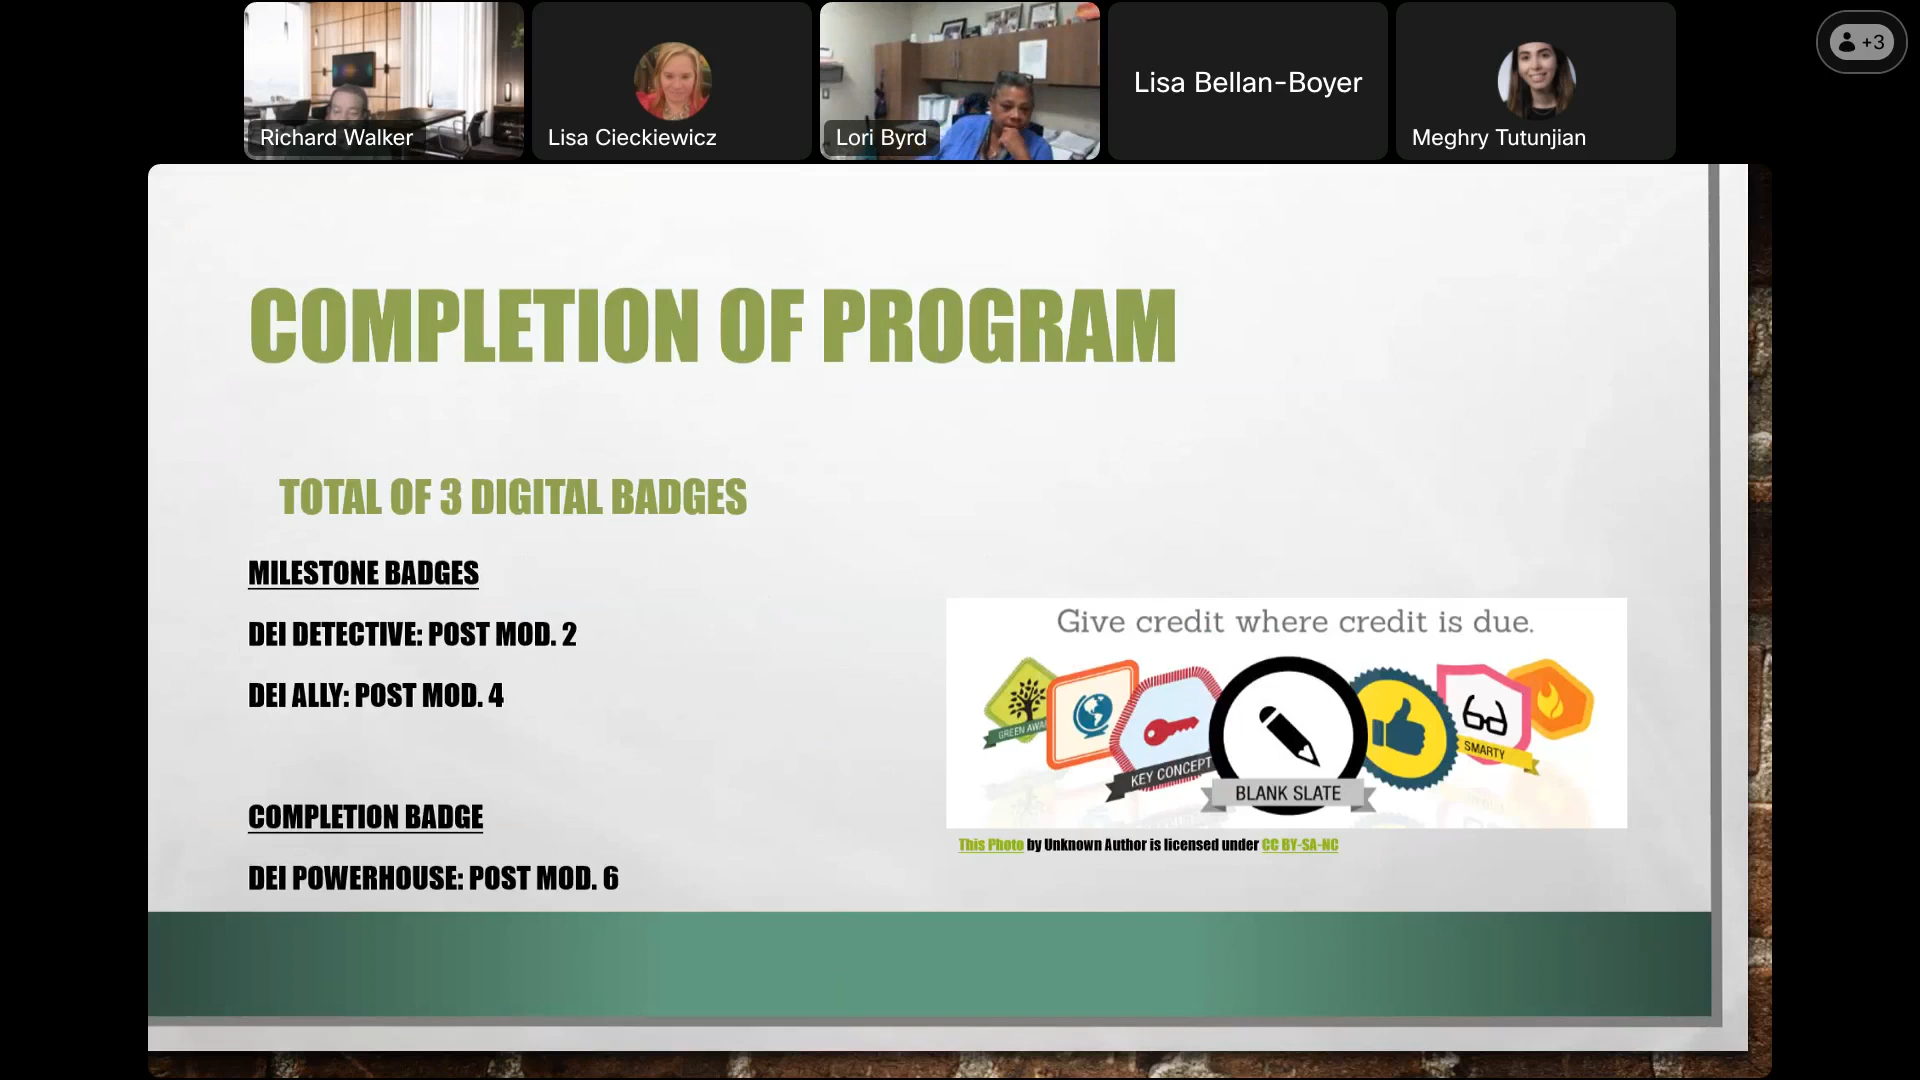 Richard Walker
Lisa Cieckiewicz
Lori Byrd
Lisa Bellan-Boyer
Meghry Tutunjian
+3
COMPLETION OF PROGRAM
TOTAL OF 3 DIGITAL BADGES
MILESTONE BADGES
DEI DETECTIVE: POST MOD. 2
DEI ALLY: POST MOD. 4
COMPLETION BADGE
DEI POWERHOUSE: POST MOD. 6
Give credit where credit is due.
GREEN
KEY CONCEPT
BLANK SLATE
SMARTY
This Photo by Unknown Author is licensed under CC BY-SA-NC